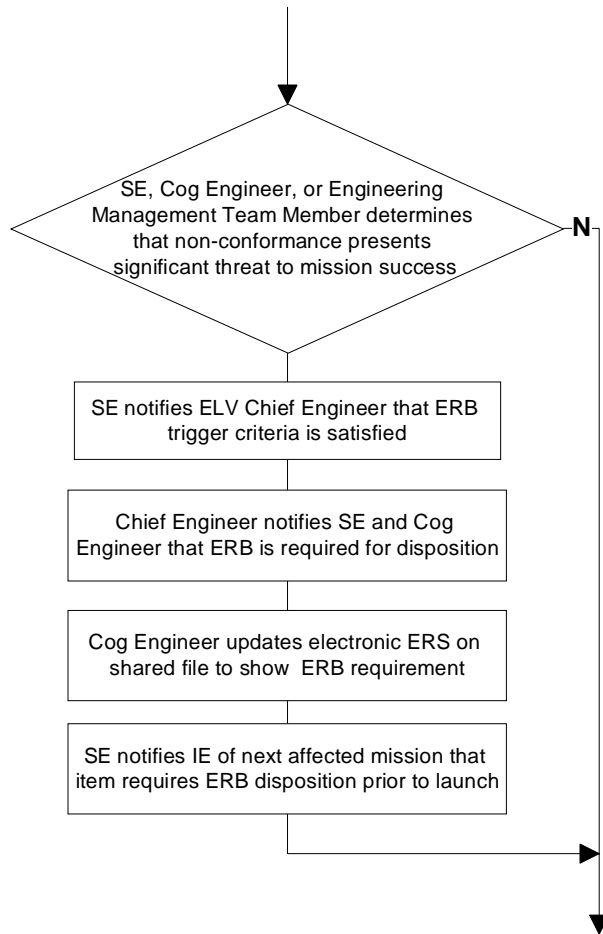 SE, Cog Engineer, or Engineering
Management Team Member determines
that non-conformance presents
significant threat to mission success
N
SE notifies ELV Chief Engineer that ERB
trigger criteria is satisfied
Chief Engineer notifies SE and Cog
Engineer that ERB is required for disposition
Cog Engineer updates electronic ERS on
shared file to show ERB requirement
SE notifies IE of next affected mission that
item requires ERB disposition prior to launch